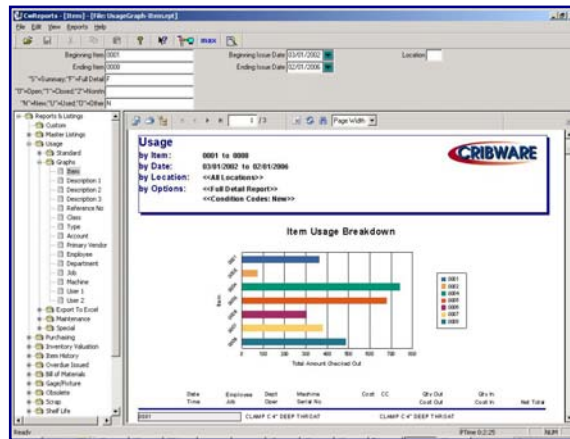 CwReports - [Item] - [File: UsageGraph-Item.rpt]
File Edit View Reports Help
max
Beginning Item 0001
Beginning Issue Date 03/01/2002
Location
Ending Item 0008
Ending Issue Date 02/01/2006
"S"=Summary;"F"=Full Detail F
"N"=New;"U"=Used;"O"=Other N
Reports & Listings
Custom
Master Listings
Usage
Standard
Graphs
Item
Description 1
Description 2
Description 3
Reference No
Class
Type
Account
Primary Vendor
Employee
Department
Job
Machine
User 1
User 2
Export To Excel
Maintenance
Special
Purchasing
Inventory Valuation
Item History
Overdue Issued
Bill of Materials
Gage/Fixture
Obsolete
Scrap
Shelf Life
1 /3
Page Width
Usage
by Item: 0001 to 0008
by Date: 03/01/2002 to 02/01/2006
by Location: <<All Locations>>
by Options: <<Full Detail Report>>
<<Condition Codes: New>>
CRIBWARE
Item Usage Breakdown
Item
0 100 200 300 400 500 600 700 800
Total Amount Checked Out
Date Employee Dept Machine Cost CC Qty Out Qty In
Time Job Oper Serial No Cost Out Cost In Net Total
0001 CLAMP C 4" DEEP THROAT CLAMP C 4" DEEP THROAT
Ready
PTime 0:2:25 NUM